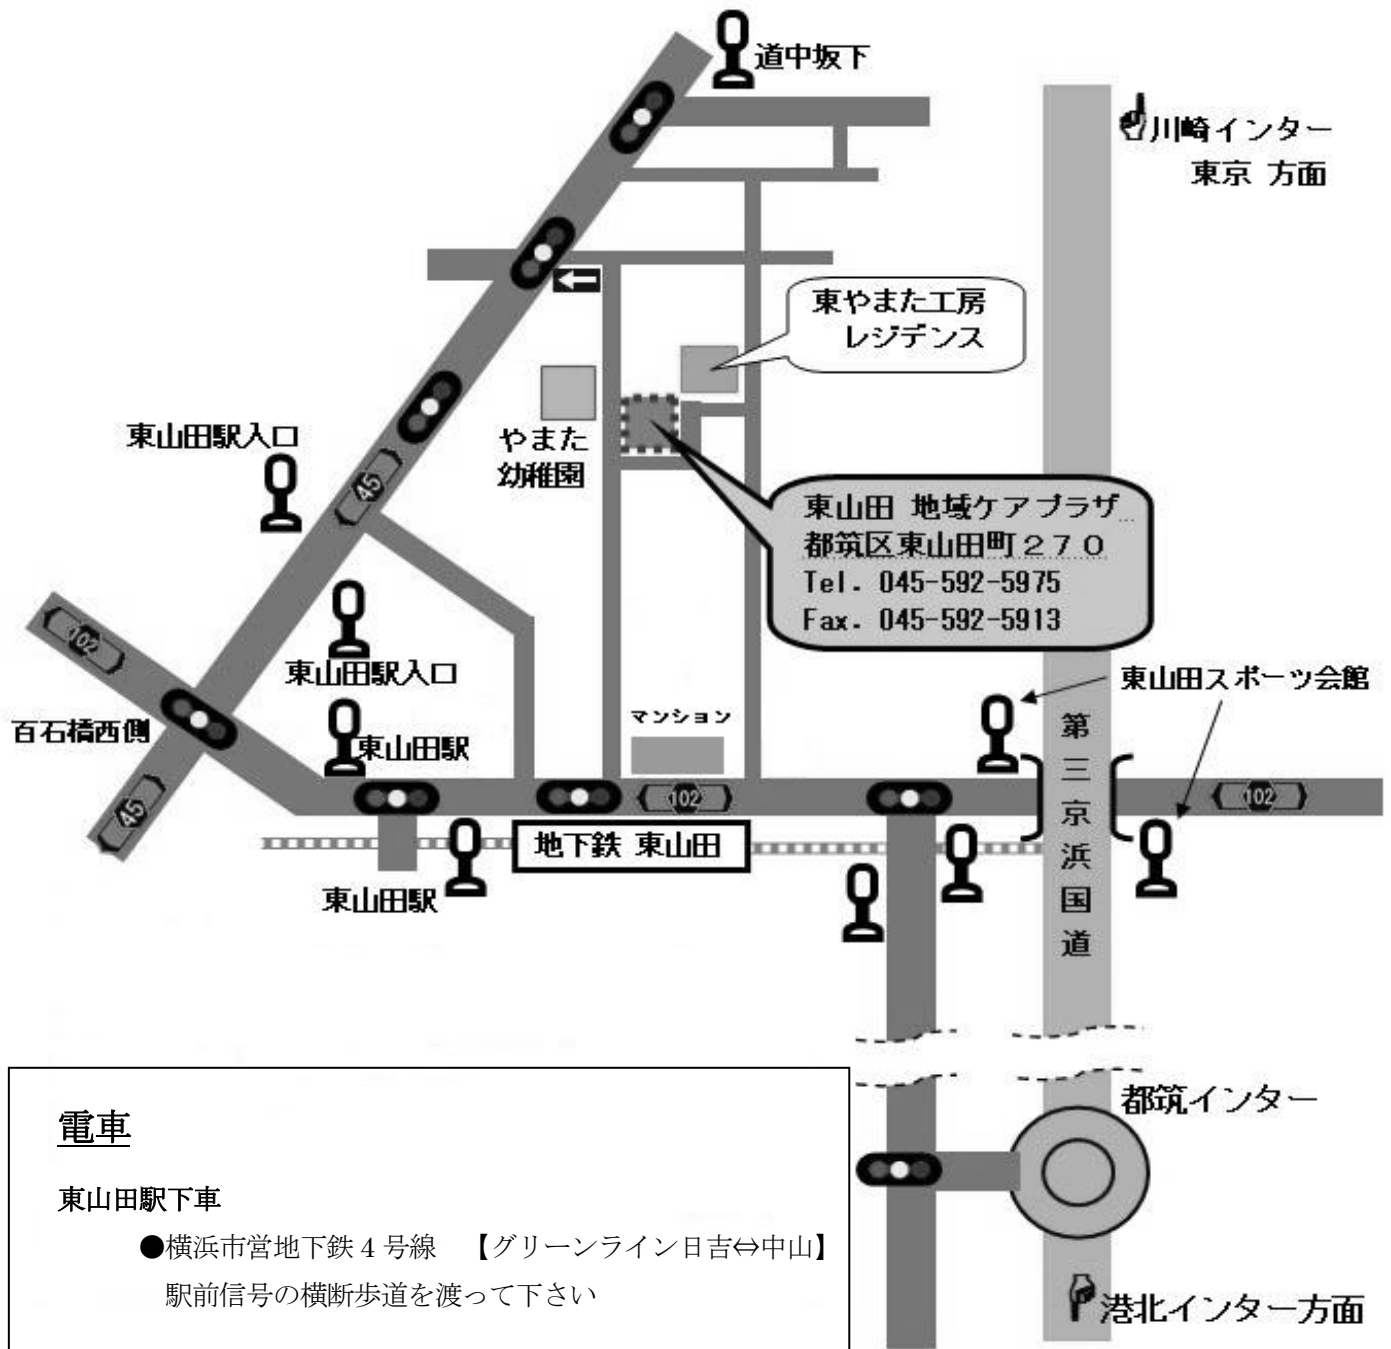 道中坂下
川崎インター
東京 方面
東やまた工房
レジデンス
東山田駅入口
やまた
幼稚園
45
東山田 地域ケアプラザ
都筑区東山田町270
Tel. 045-592-5975
Fax. 045-592-5913
102
東山田駅入口
東山田スポーツ会館
百石橋西側
東山田駅
マンション
第三京浜国道
45
102
102
地下鉄 東山田
東山田駅
都筑インター
港北インター方面
電車
東山田駅下車
●横浜市営地下鉄4号線 【グリーンライン日吉⇔中山】
駅前信号の横断歩道を渡って下さい